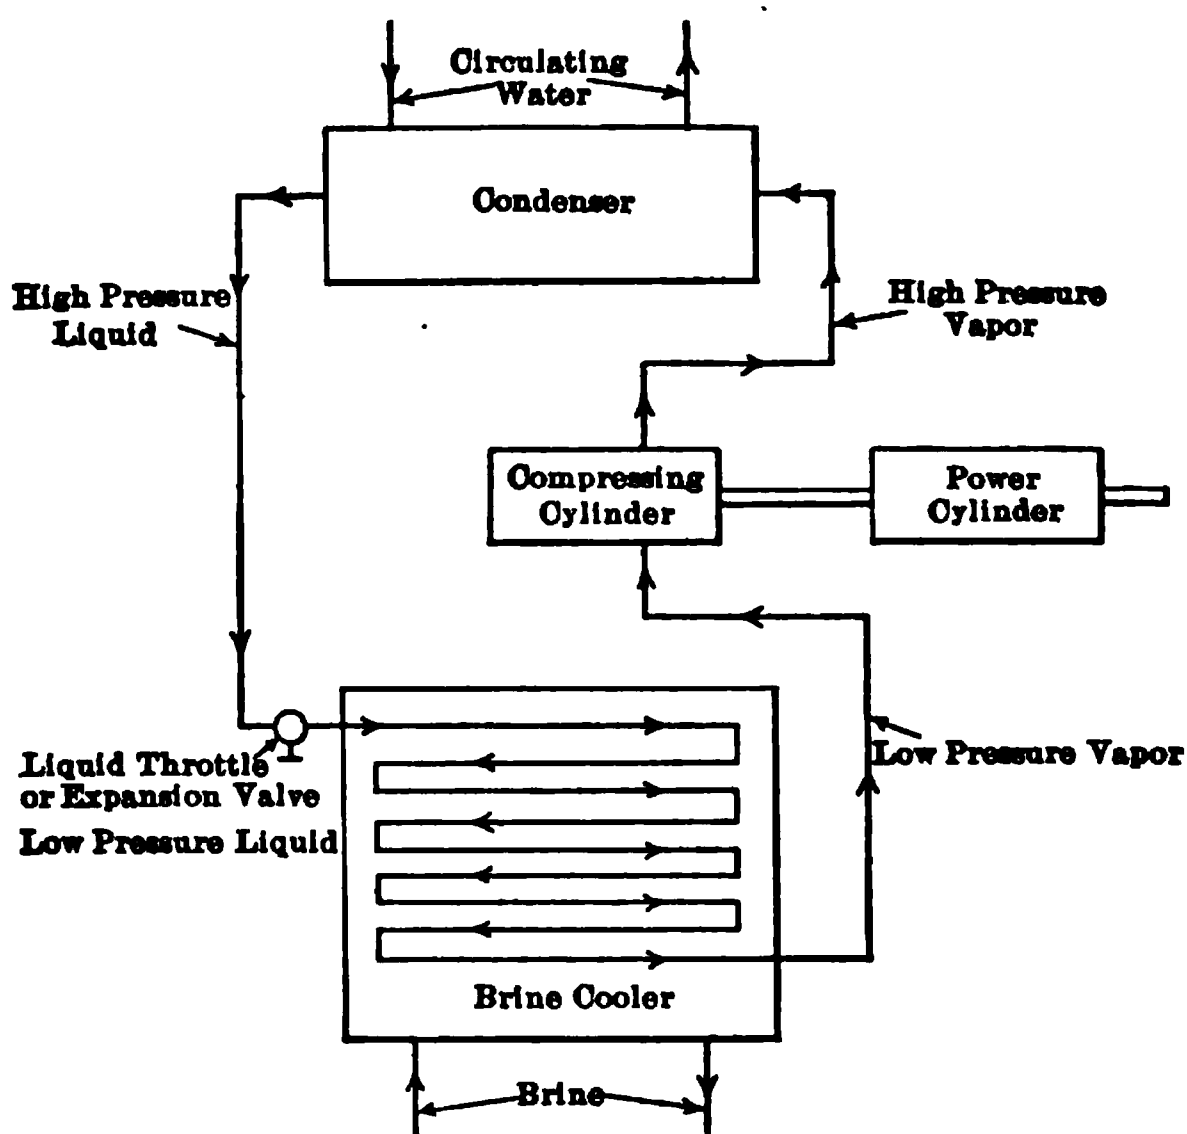 Circulating
Water
Condenser
High Pressure
Liquid
High Pressure
Vapor
Compressing
Cylinder
Power
Cylinder
Liquid Throttle
or Expansion Valve
Low Pressure Liquid
Low Pressure Vapor
Brine Cooler
Brine